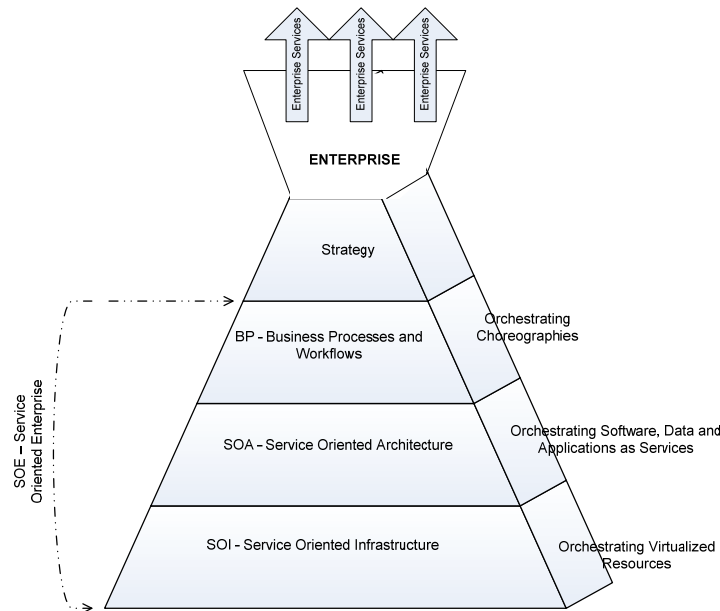 Enterprise Services
Enterprise Services
Enterprise Services
ENTERPRISE
Strategy
BP - Business Processes and
Workflows
Orchestrating
Choreographies
SOA - Service Oriented Architecture
Orchestrating Software, Data and
Applications as Services
SOI - Service Oriented Infrastructure
Orchestrating Virtualized
Resources
SOE – Service
Oriented Enterprise